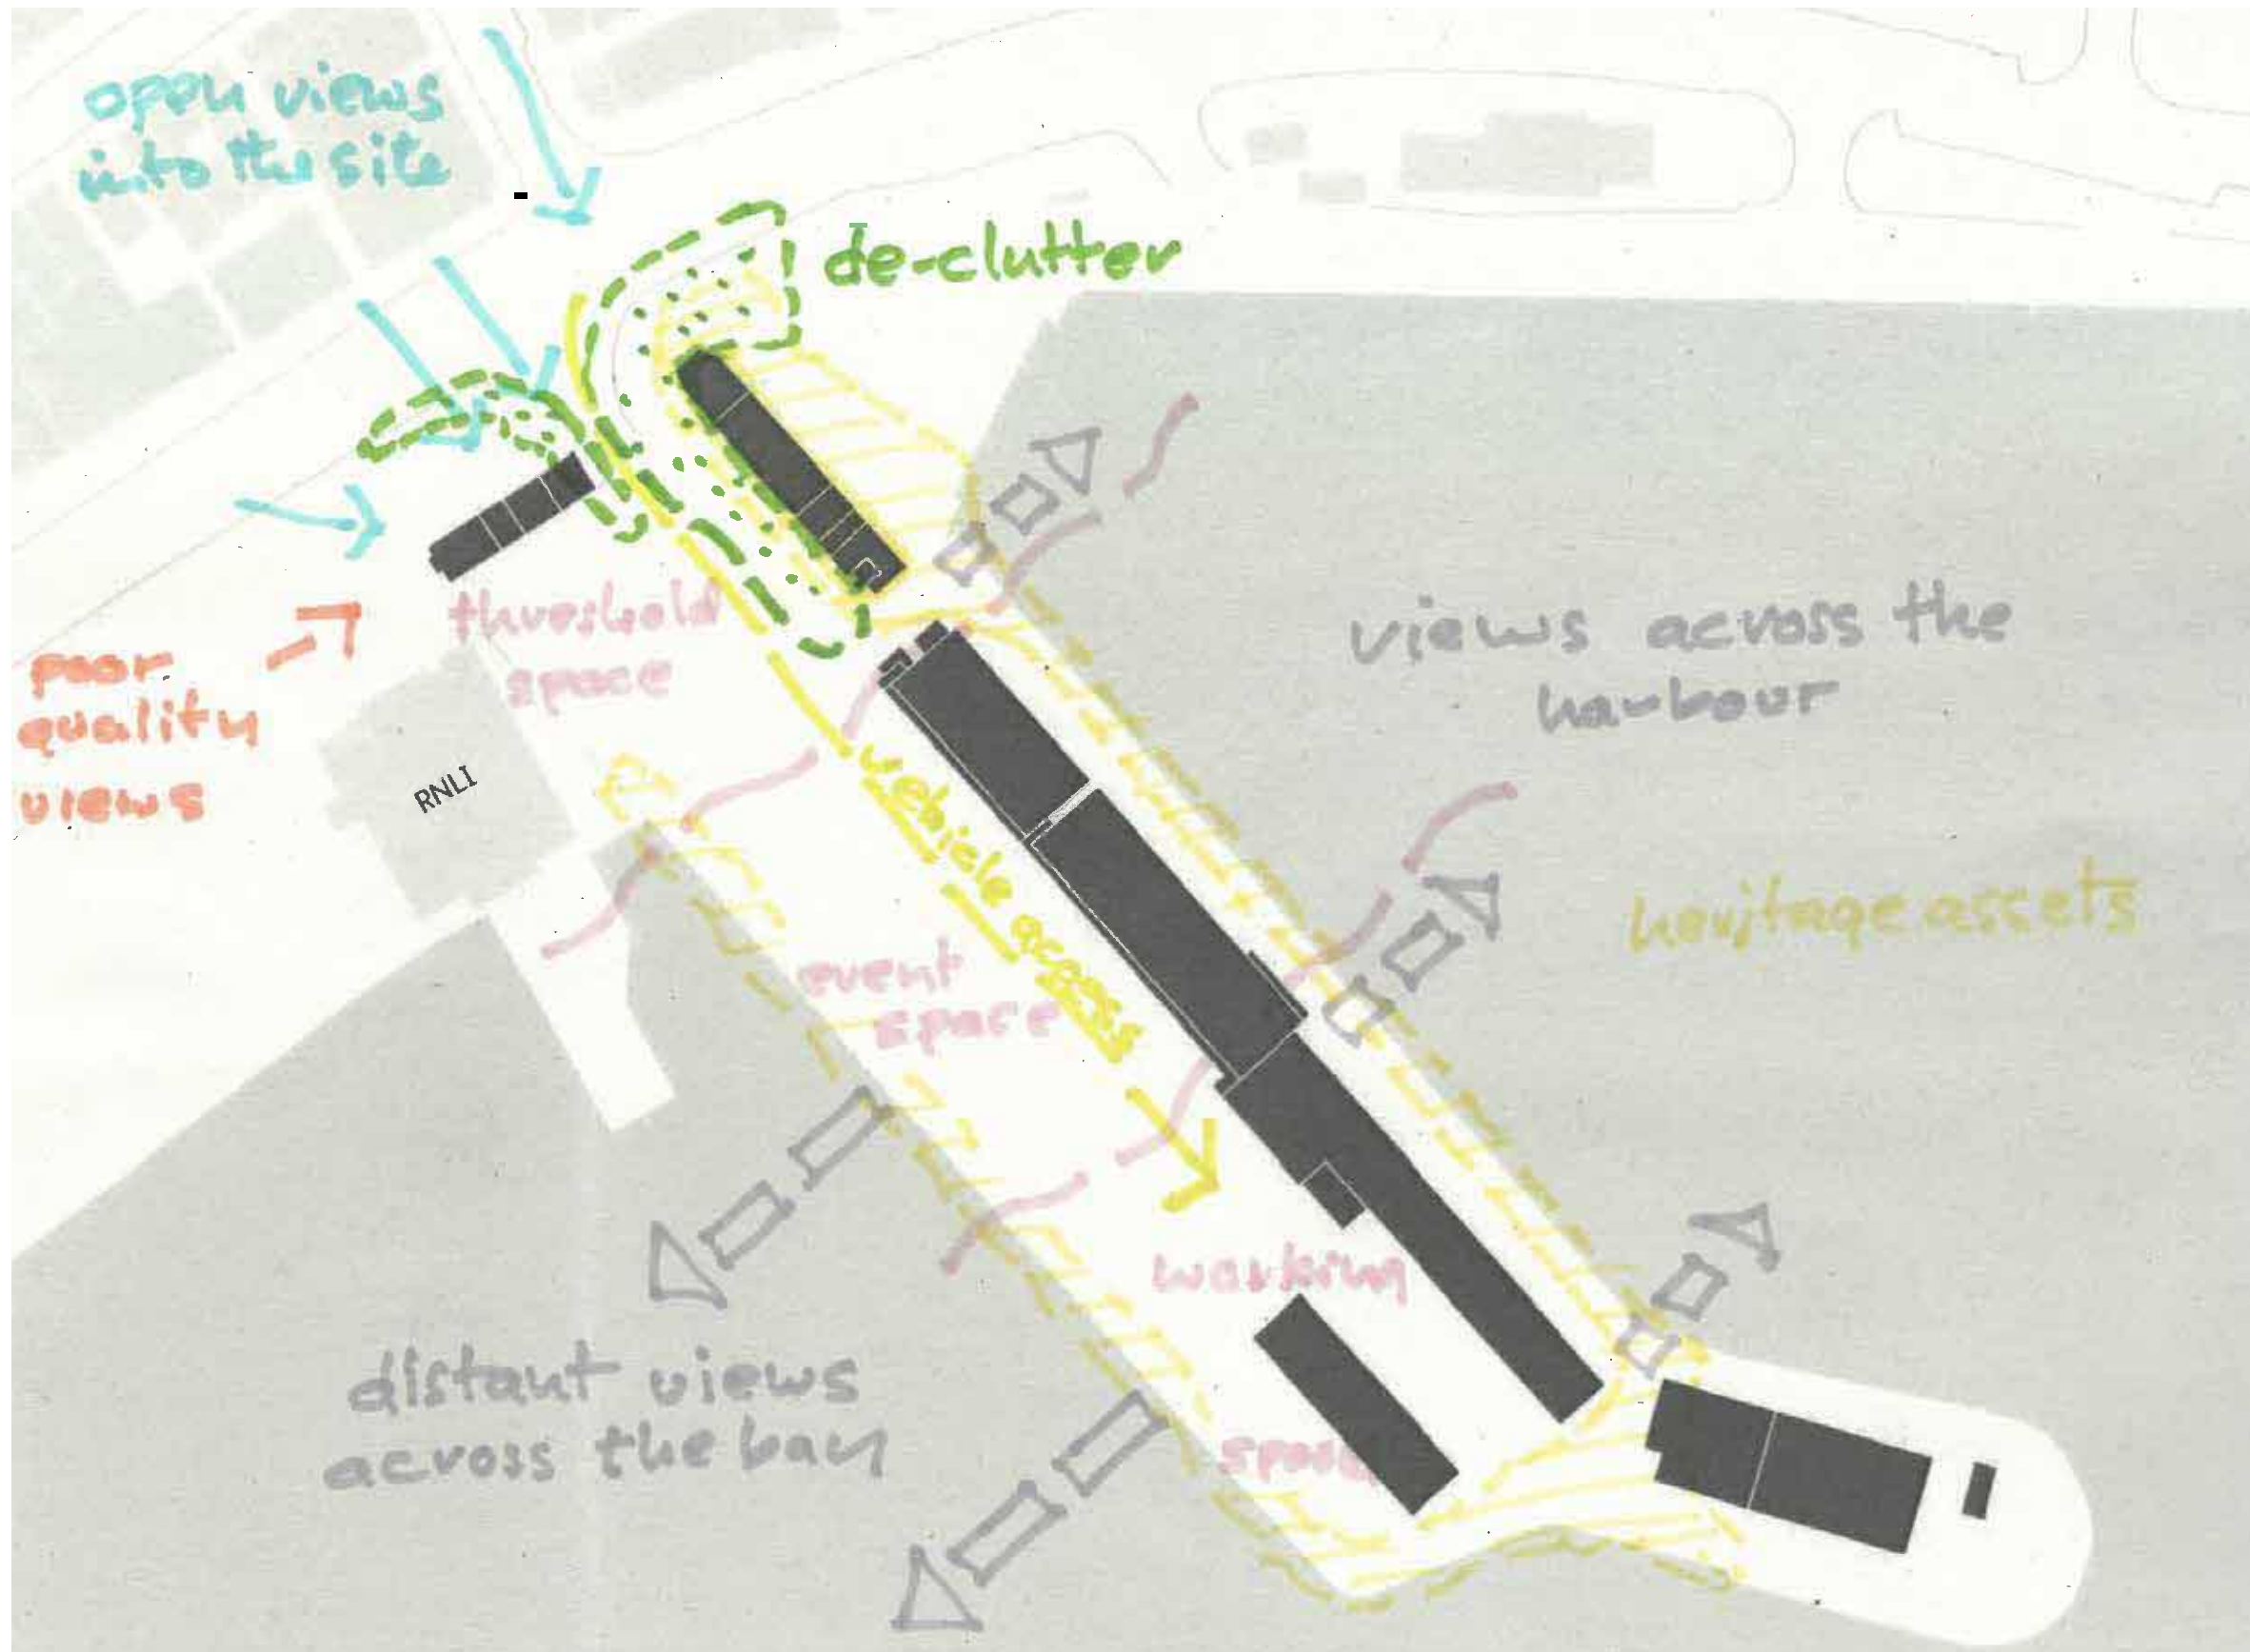 open views
into the site
de-clutter
threshold
space
poor
quality
views
RNLI
views across the
harbour
vehicle access
heritage assets
event
space
working
space
distant views
across the bay